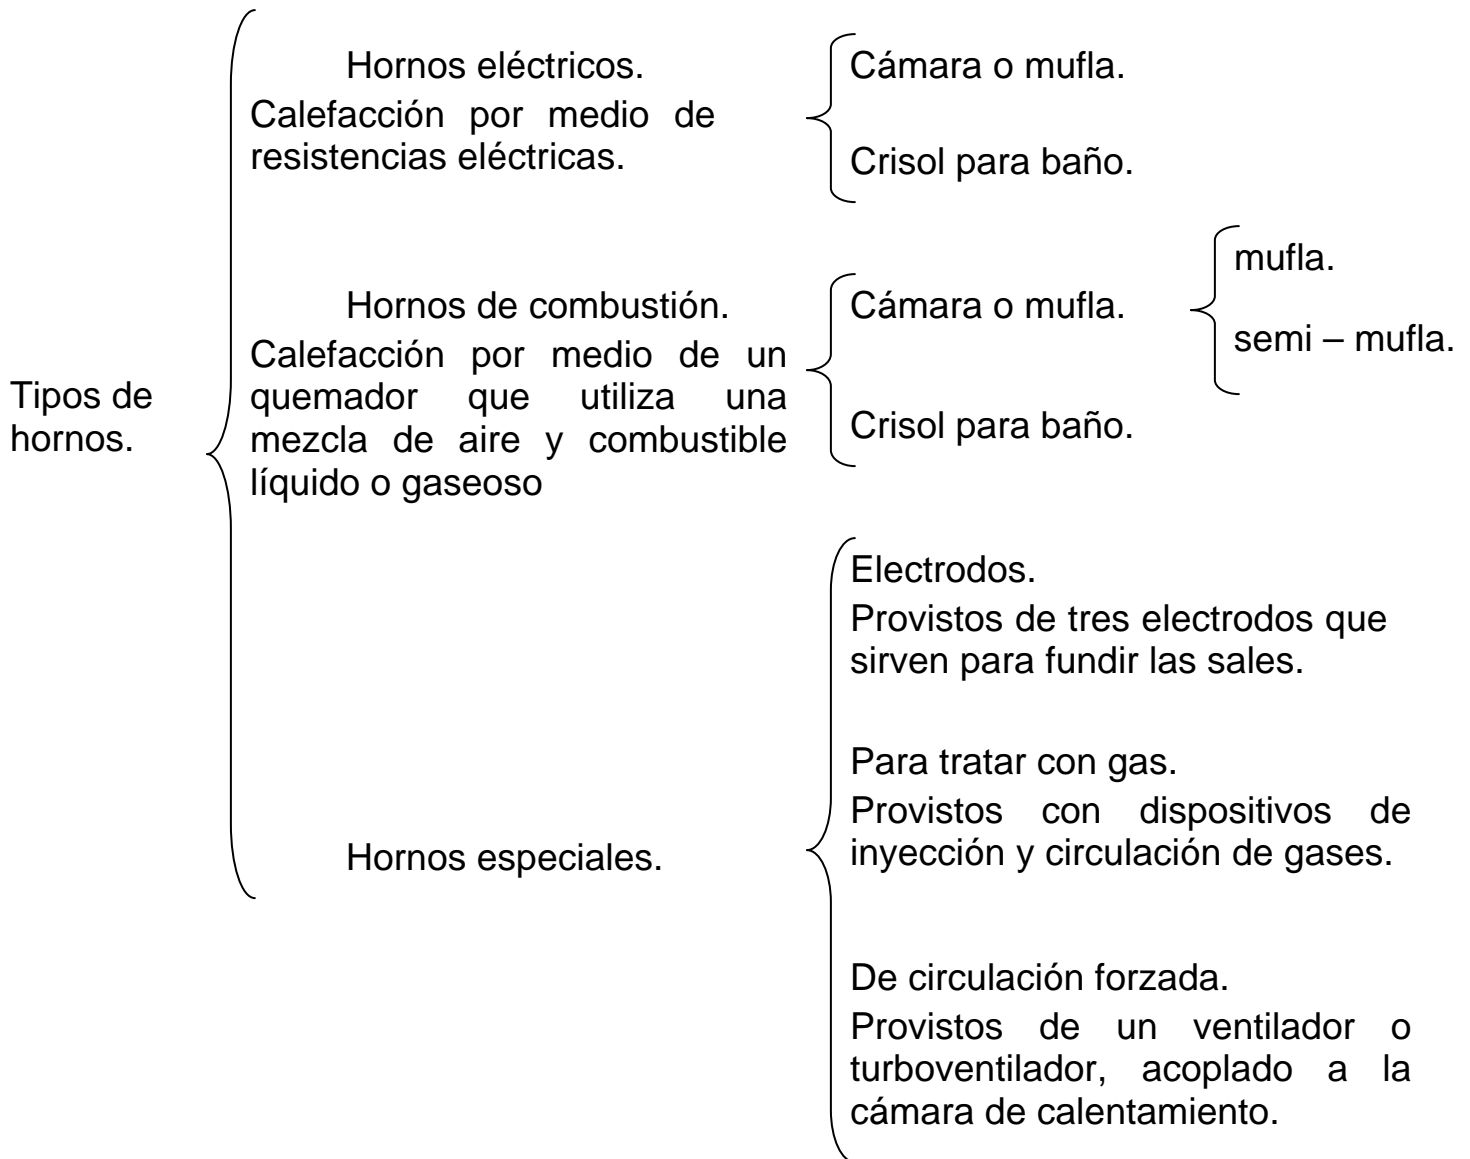 Tipos de
hornos.
Hornos eléctricos.
Calefacción por medio de
resistencias eléctricas.
Cámara o mufla.
Crisol para baño.
Hornos de combustión.
Calefacción por medio de un
quemador que utiliza una
mezcla de aire y combustible
líquido o gaseoso
Cámara o mufla.
mufla.
semi – mufla.
Crisol para baño.
Hornos especiales.
Electrodos.
Provistos de tres electrodos que
sirven para fundir las sales.
Para tratar con gas.
Provistos con dispositivos de
inyección y circulación de gases.
De circulación forzada.
Provistos de un ventilador o
turboventilador, acoplado a la
cámara de calentamiento.